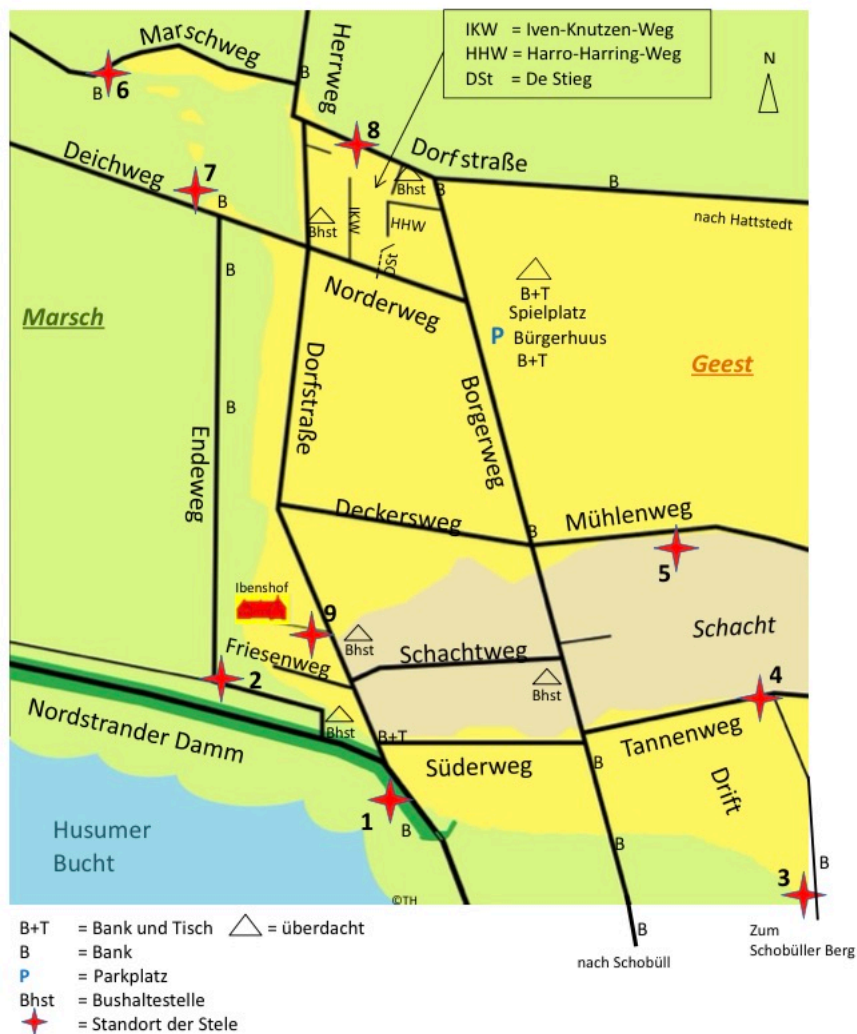 IKW = Iven-Knutzen-Weg
HHW = Harro-Harring-Weg
DSt = De Stieg
N
Marschweg
Herrweg
B
B
6
8
Dorfstraße
Deichweg
7
B
Bhst
B
B
nach Hattstedt
Bhst
IKW
HHW
DSt
B
Norderweg
B+T
Spielplatz
P Bürgerhuus
B+T
Marsch
Geest
Dorfstraße
Borgerweg
B
Endeweg
Deckersweg
B
Mühlenweg
5
Ibenshof
9
Bhst
Schacht
Friesenweg
Schachtweg
2
Bhst
4
Nordstrander Damm
Bhst
B+T
Süderweg
Tannenweg
B
Drift
1
B
Husumer
Bucht
B
B
3
©TH
B
nach Schobüll
Zum
Schobüller Berg
B+T = Bank und Tisch = überdacht
B = Bank
P = Parkplatz
Bhst = Bushaltestelle
= Standort der Stele